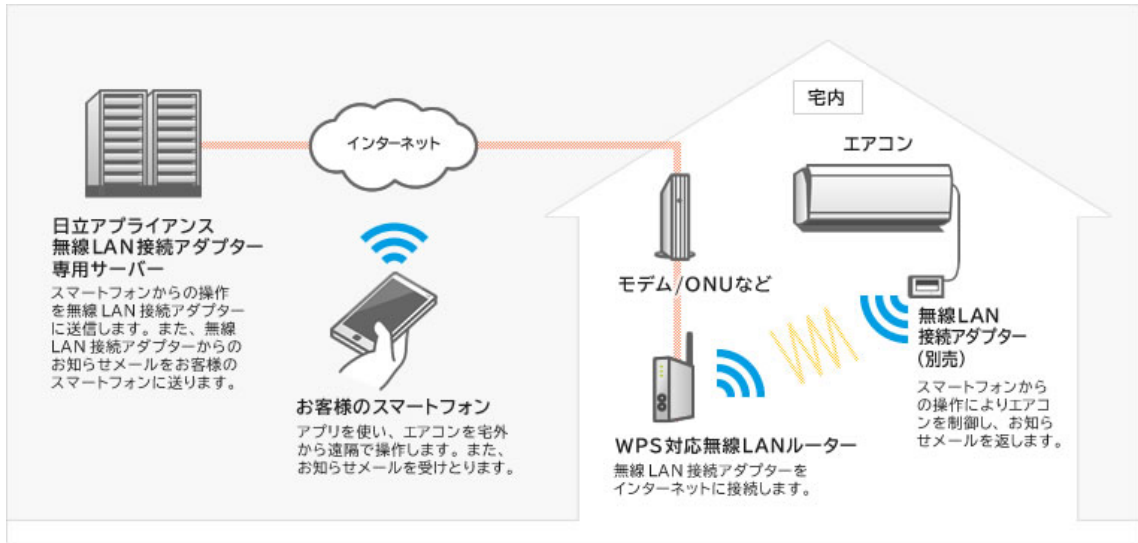 宅内
エアコン
インターネット
日立アプライアンス
無線LAN接続アダプター
専用サーバー
スマートフォンからの操作
を無線LAN接続アダプター
に送信します。また、無線
LAN接続アダプターからの
お知らせメールをお客様の
スマートフォンに送ります。
お客様のスマートフォン
アプリを使い、エアコンを宅外
から遠隔で操作します。また、
お知らせメールを受けとります。
モデム/ONUなど
WPS対応無線LANルーター
無線LAN接続アダプターを
インターネットに接続します。
無線LAN
接続アダプター
(別売)
スマートフォンから
の操作によりエアコ
ンを制御し、お知ら
せメールを返します。